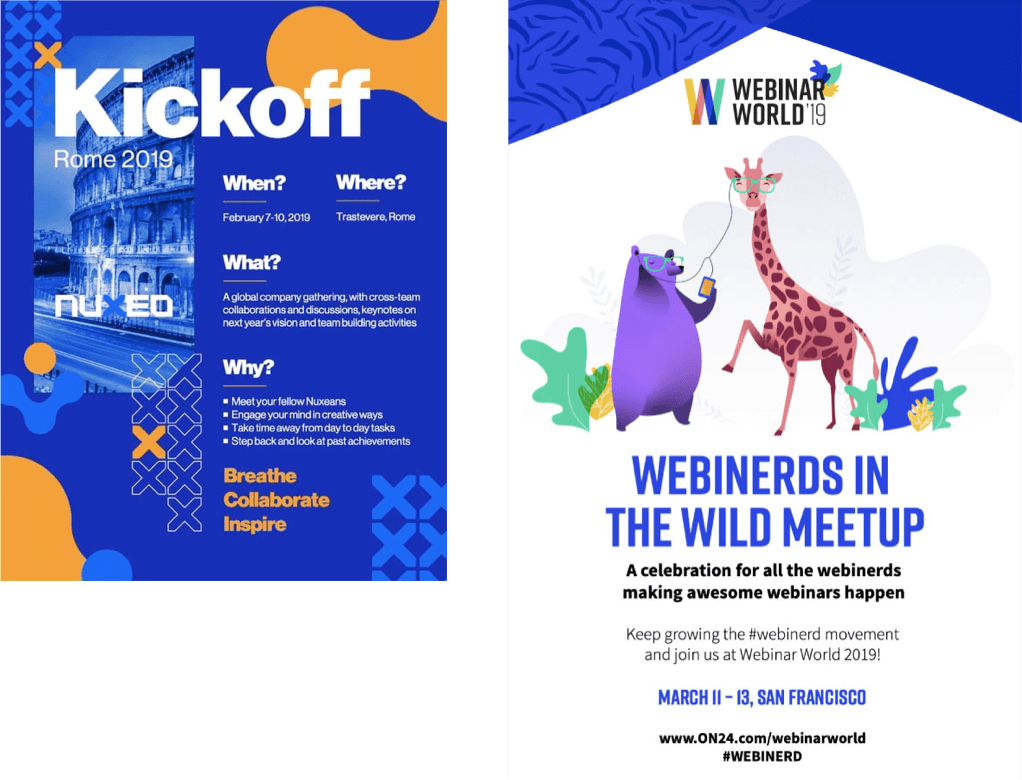 Kickoff
Rome 2019
When?
February 7-10, 2019
Where?
Trastevere, Rome
What?
A global company gathering, with cross-team
collaborations and discussions, keynotes on
next year's vision and team building activities
nuxeo
Why?
▪ Meet your fellow Nuxeans
▪ Engage your mind in creative ways
▪ Take time away from day to day tasks
▪ Step back and look at past achievements
Breathe
Collaborate
Inspire
WEBINAR
WORLD'19
WEBINERDS IN
THE WILD MEETUP
A celebration for all the webinerds
making awesome webinars happen
Keep growing the #webinerd movement
and join us at Webinar World 2019!
MARCH 11 – 13, SAN FRANCISCO
www.ON24.com/webinarworld
#WEBINERD